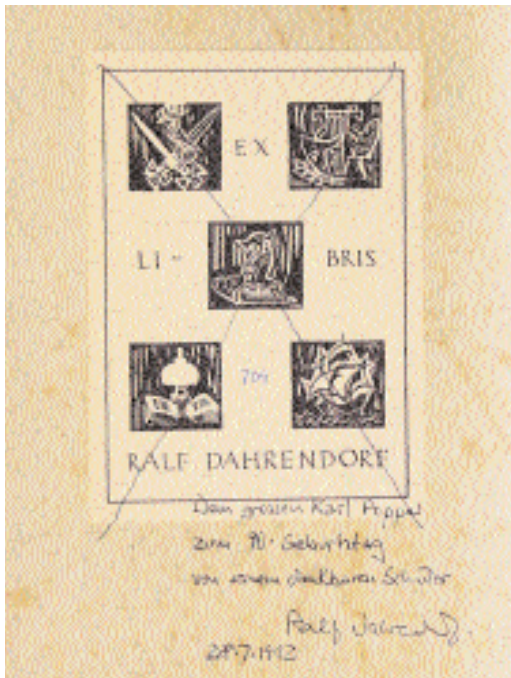 EX
LI - BRIS
RALF DAHRENDORF
Dem grossen Karl Popper
zum 90. Geburtstag
von einem dankbaren Schüler
Ralf Dahrendorf.
28.7.1992